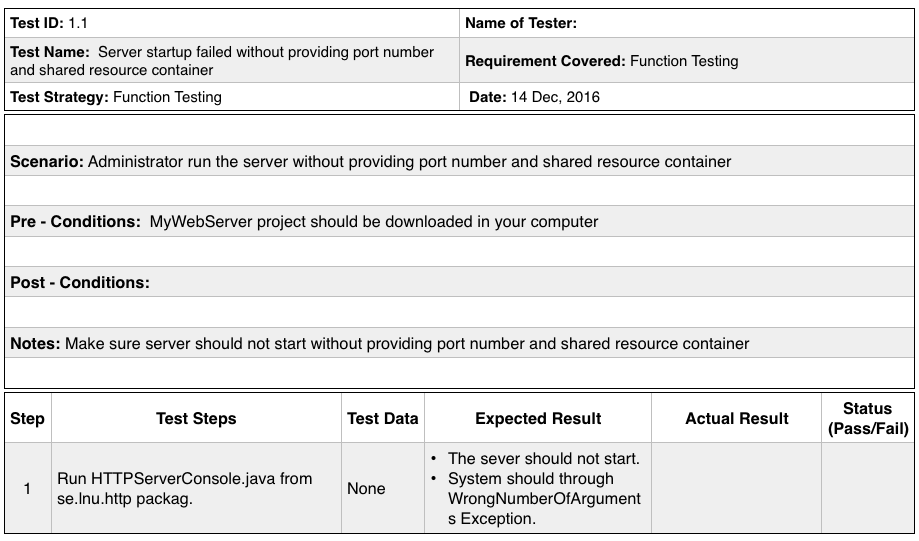 Test ID: 1.1
Name of Tester:
Test Name: Server startup failed without providing port number
and shared resource container
Requirement Covered: Function Testing
Test Strategy: Function Testing
Date: 14 Dec, 2016
Scenario: Administrator run the server without providing port number and shared resource container
Pre - Conditions: MyWebServer project should be downloaded in your computer
Post - Conditions:
Notes: Make sure server should not start without providing port number and shared resource container
Step
Test Steps
Test Data
Expected Result
Actual Result
Status
(Pass/Fail)
1
Run HTTPServerConsole.java from
se.lnu.http packag.
None
• The sever should not start.
• System should through
WrongNumberOfArgument
s Exception.